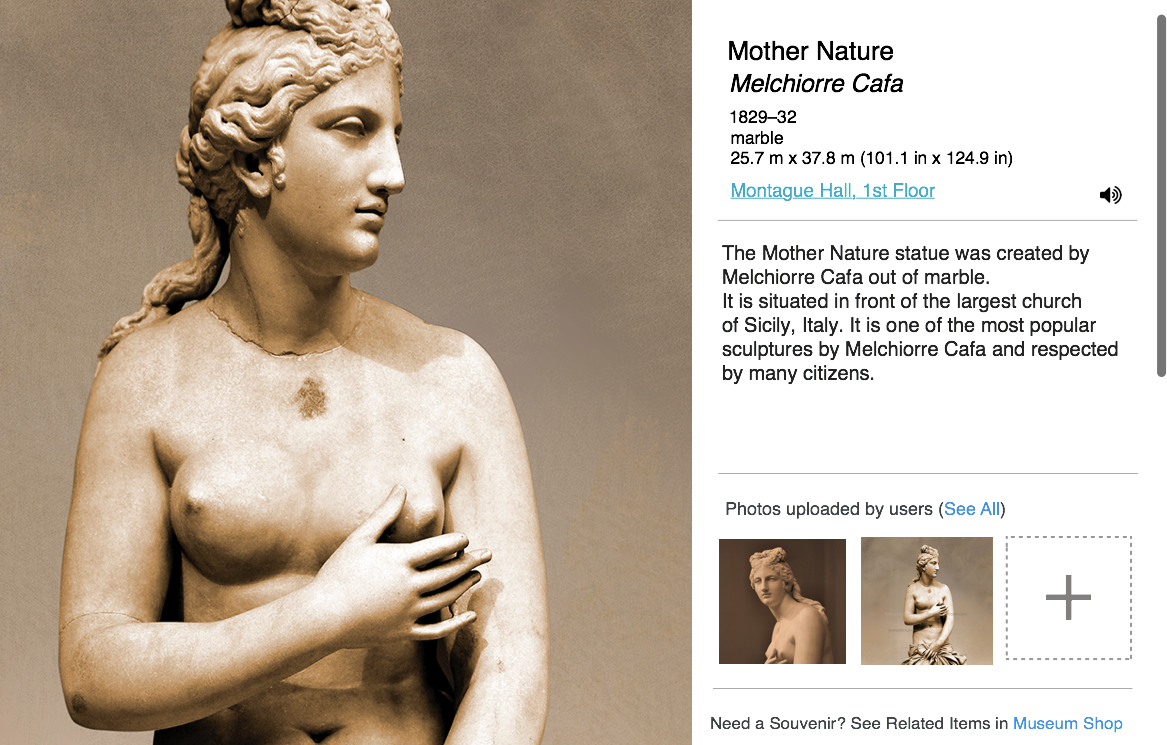 Mother Nature
Melchiorre Cafa
1829–32
marble
25.7 m x 37.8 m (101.1 in x 124.9 in)
Montague Hall, 1st Floor
The Mother Nature statue was created by
Melchiorre Cafa out of marble.
It is situated in front of the largest church
of Sicily, Italy. It is one of the most popular
sculptures by Melchiorre Cafa and respected
by many citizens.
Photos uploaded by users (See All)
Need a Souvenir? See Related Items in Museum Shop